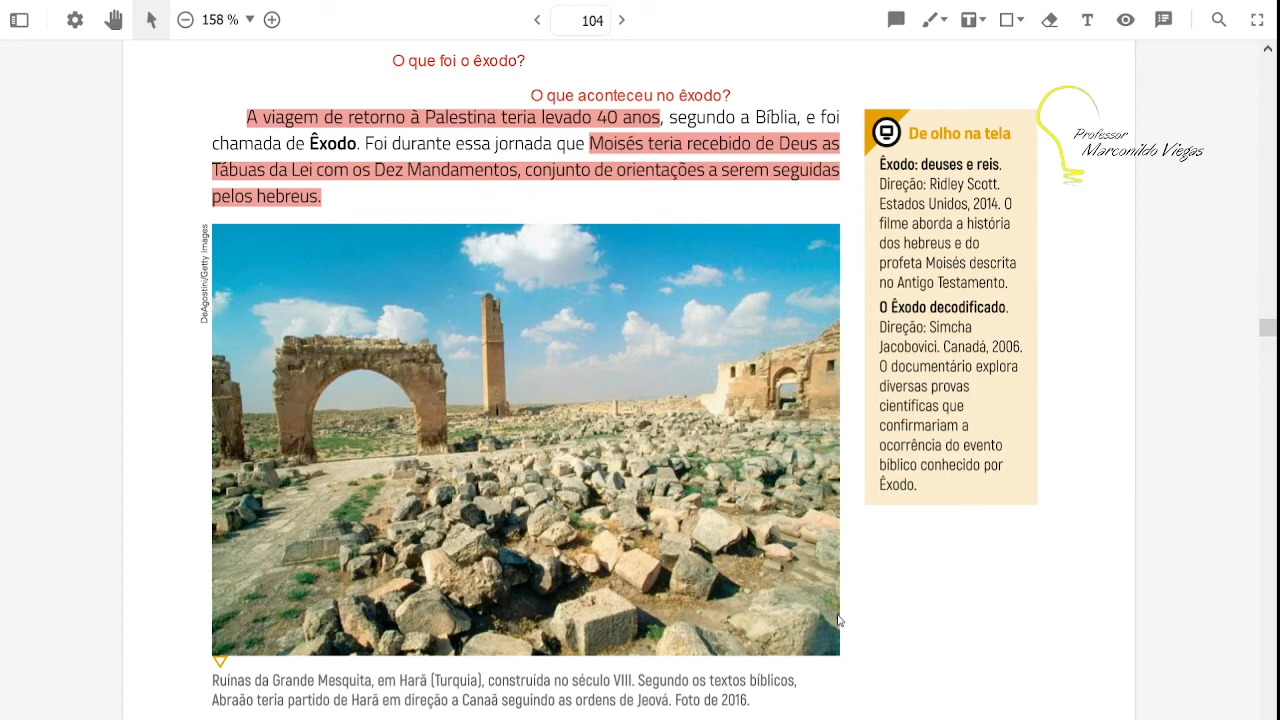 158 %
104
O que foi o êxodo?
O que aconteceu no êxodo?
A viagem de retorno à Palestina teria levado 40 anos, segundo a Bíblia, e foi
chamada de Êxodo. Foi durante essa jornada que Moisés teria recebido de Deus as
Tábuas da Lei com os Dez Mandamentos, conjunto de orientações a serem seguidas
pelos hebreus.
DeAgostini/Getty Images
Ruínas da Grande Mesquita, em Harã (Turquia), construída no século VIII. Segundo os textos bíblicos,
Abraão teria partido de Harã em direção a Canaã seguindo as ordens de Jeová. Foto de 2016.
De olho na tela
Êxodo: deuses e reis.
Direção: Ridley Scott.
Estados Unidos, 2014. O
filme aborda a história
dos hebreus e do
profeta Moisés descrita
no Antigo Testamento.
O Êxodo decodificado.
Direção: Simcha
Jacobovici. Canadá, 2006.
O documentário explora
diversas provas
científicas que
confirmariam a
ocorrência do evento
bíblico conhecido por
Êxodo.
Professor
Marconildo Viegas